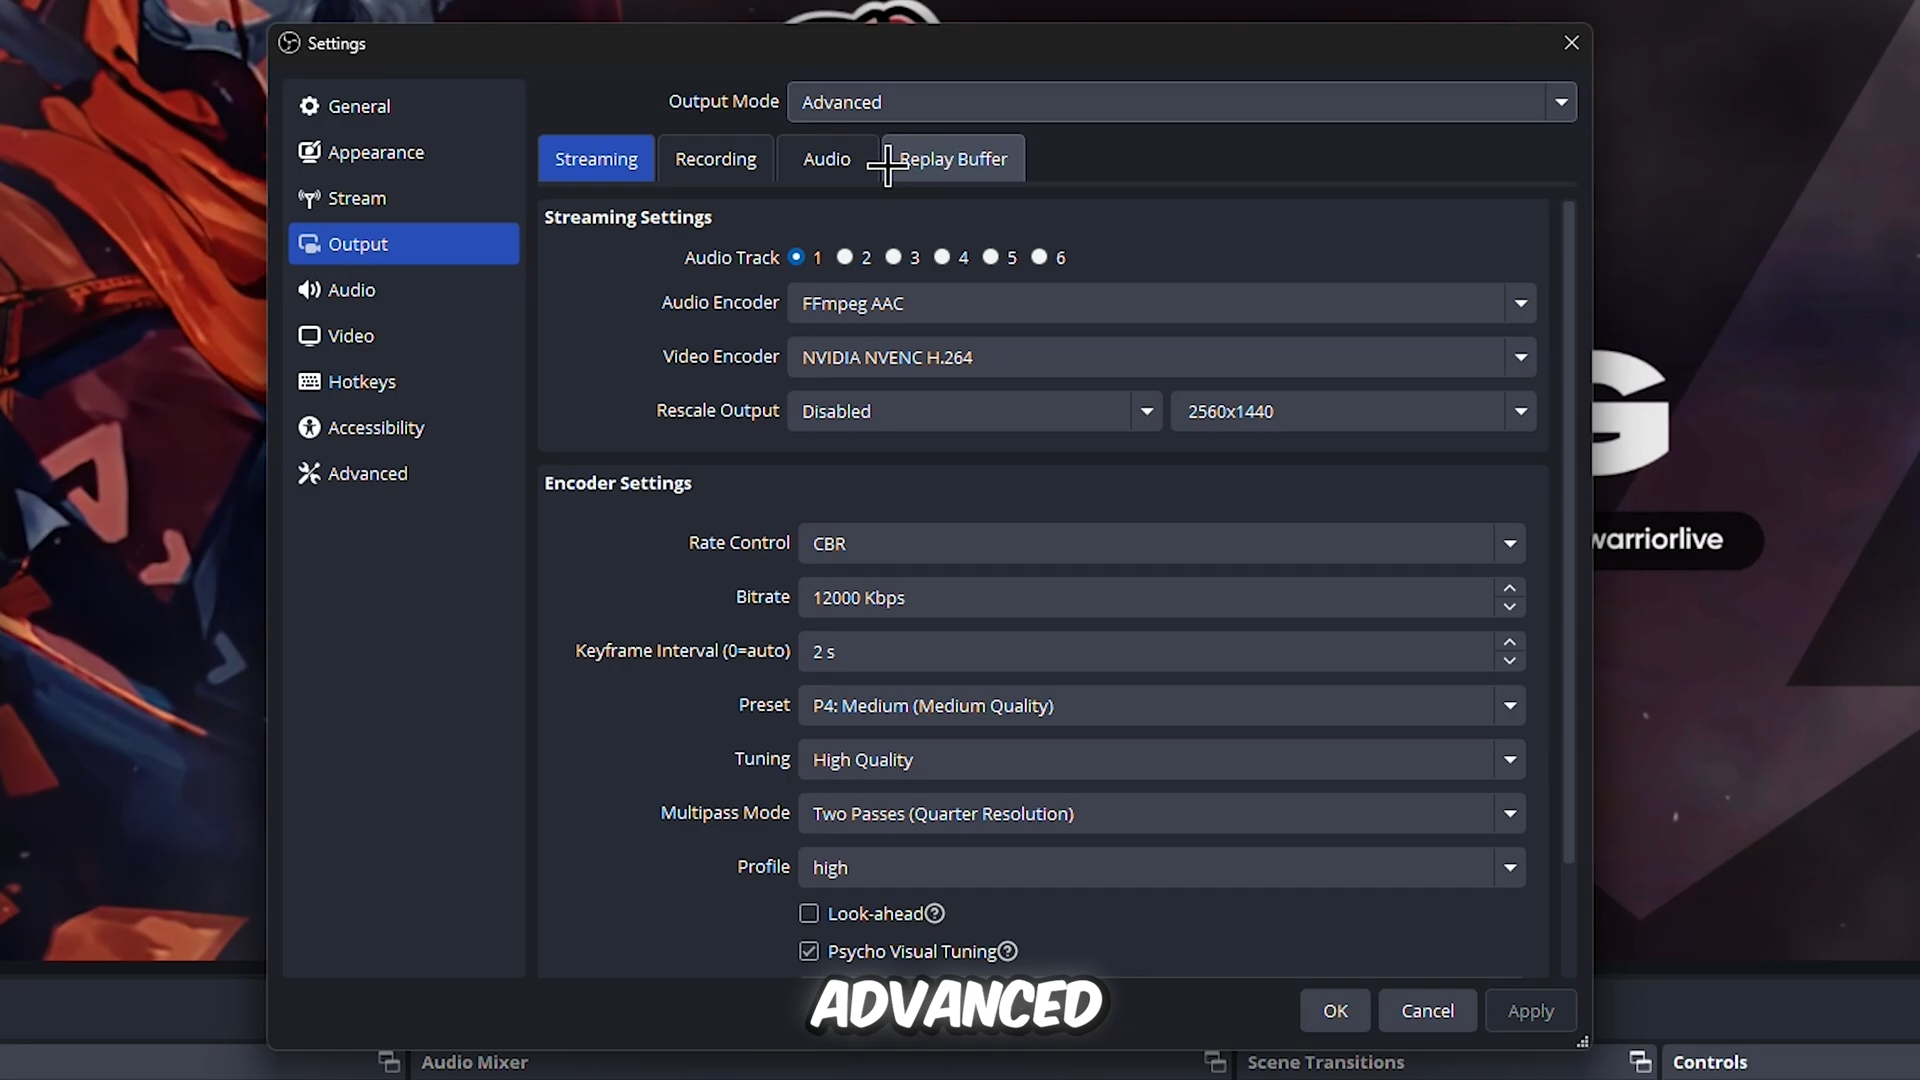 Settings
General
Appearance
Stream
Output
Audio
Video
Hotkeys
Accessibility
Advanced
Output Mode Advanced
Streaming Recording Audio Replay Buffer
Streaming Settings
Audio Track 1 2 3 4 5 6
Audio Encoder FFmpeg AAC
Video Encoder NVIDIA NVENC H.264
Rescale Output Disabled 2560x1440
Encoder Settings
Rate Control CBR
Bitrate 12000 Kbps
Keyframe Interval (0=auto) 2 s
Preset P4: Medium (Medium Quality)
Tuning High Quality
Multipass Mode Two Passes (Quarter Resolution)
Profile high
Look-ahead
Psycho Visual Tuning
ADVANCED
OK Cancel Apply
G
warriorlive
Audio Mixer Scene Transitions Controls